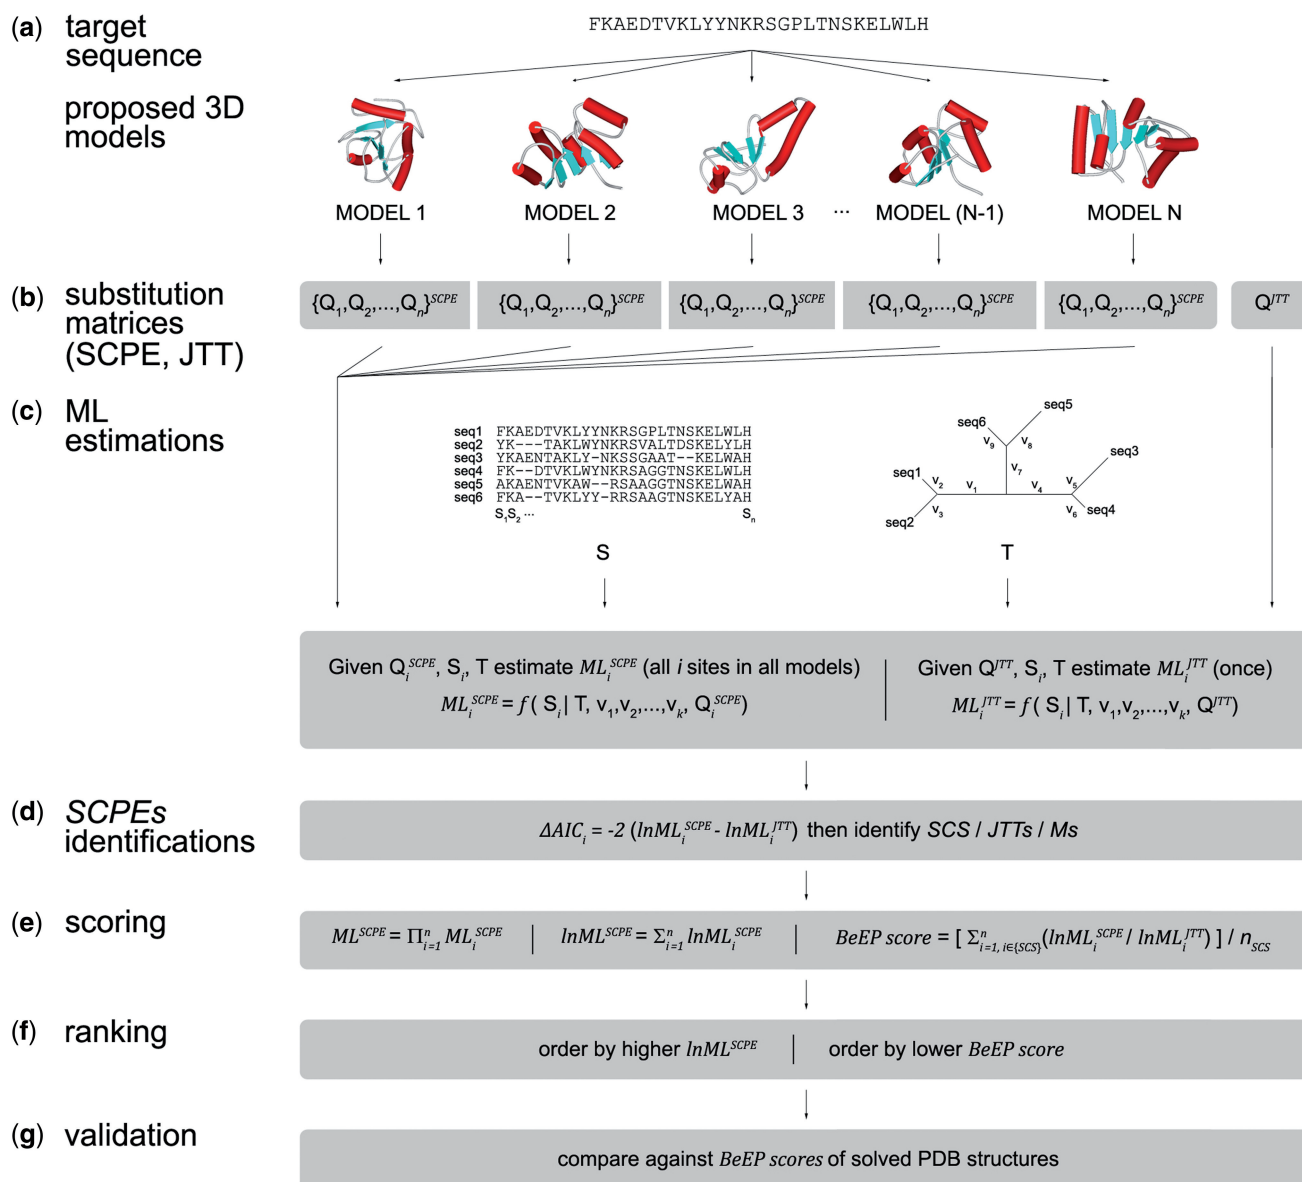 (a) target sequence
FKAEDTVKLYYNKRSGPLTNSKELWLH
proposed 3D models
MODEL 1 MODEL 2 MODEL 3 ... MODEL (N-1) MODEL N
(b) substitution matrices (SCPE, JTT)
{Q1,Q2,...,Qn}SCPE {Q1,Q2,...,Qn}SCPE {Q1,Q2,...,Qn}SCPE {Q1,Q2,...,Qn}SCPE {Q1,Q2,...,Qn}SCPE QJTT
(c) ML estimations
seq1 FKAEDTVKLYYNKRSGPLTNSKELWLH
seq2 YK---TAKLWYNKRSVALTDSKELYLH
seq3 YKAENTAKLY-NKSSGAAT--KELWAH
seq4 FK--DTVKLWYNKRSAGGTNSKELWLH
seq5 AKAENTVKAW--RSAAGGTNSKELWAH
seq6 FKA--TVKLYY-RRSAAGTNSKELYAH
S1S2 ... Sn
S
seq5
seq6
v9 v8
seq3
v7
seq1
v2 v1 v4 v5
v3 v6 seq4
seq2
T
Given QiSCPE, Si, T estimate MLiSCPE (all i sites in all models)
MLiSCPE = f ( Si | T, v1,v2,...,vk, QiSCPE)
Given QJTT, Si, T estimate MLiJTT (once)
MLiJTT = f ( Si | T, v1,v2,...,vk, QJTT)
(d) SCPEs identifications
ΔAICi = -2 (lnMLiSCPE - lnMLiJTT) then identify SCS / JTTs / Ms
(e) scoring
MLSCPE = Πni=1 MLiSCPE | lnMLSCPE = Σni=1 lnMLiSCPE | BeEP score = [ Σni=1, i∈{SCS}(lnMLiSCPE / lnMLiJTT) ] / nSCS
(f) ranking
order by higher lnMLSCPE | order by lower BeEP score
(g) validation
compare against BeEP scores of solved PDB structures